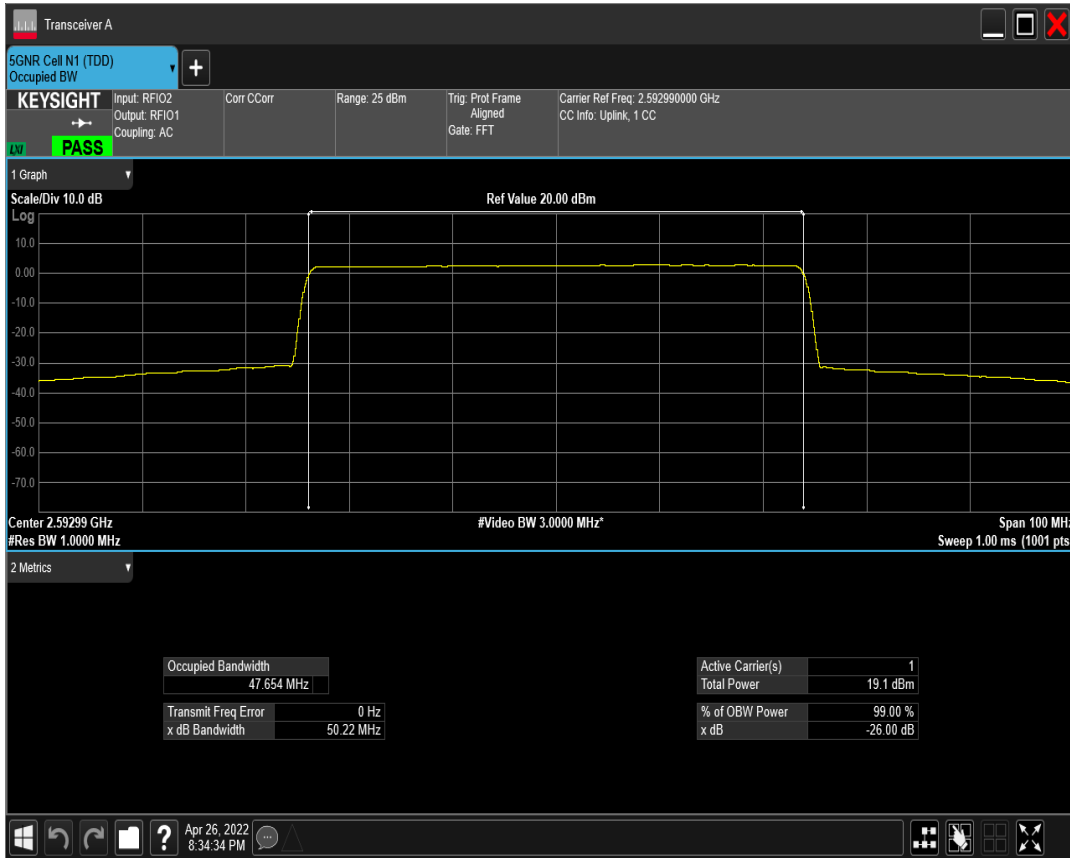 Transceiver A
5GNR Cell N1 (TDD)
Occupied BW
+
KEYSIGHT
LXI
PASS
Input: RFIO2
Output: RFIO1
Coupling: AC
Corr CCorr
Range: 25 dBm
Trig: Prot Frame
Aligned
Gate: FFT
Carrier Ref Freq: 2.592990000 GHz
CC Info: Uplink, 1 CC
1 Graph
Scale/Div 10.0 dB
Ref Value 20.00 dBm
Log
10.0
0.00
-10.0
-20.0
-30.0
-40.0
-50.0
-60.0
-70.0
Center 2.59299 GHz
#Video BW 3.0000 MHz*
Span 100 MHz
#Res BW 1.0000 MHz
Sweep 1.00 ms (1001 pts
2 Metrics
Occupied Bandwidth
47.654 MHz
Transmit Freq Error 0 Hz
x dB Bandwidth 50.22 MHz
Active Carrier(s) 1
Total Power 19.1 dBm
% of OBW Power 99.00 %
x dB -26.00 dB
?
Apr 26, 2022
8:34:34 PM